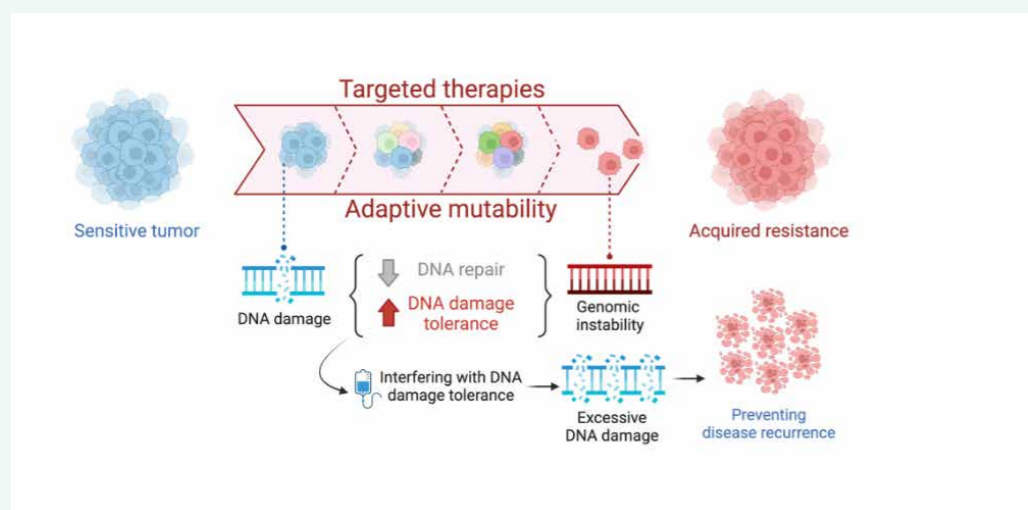 Targeted therapies
Adaptive mutability
Sensitive tumor
Acquired resistance
DNA damage
DNA repair
DNA damage
tolerance
Genomic
instability
Interfering with DNA
damage tolerance
Excessive
DNA damage
Preventing
disease recurrence